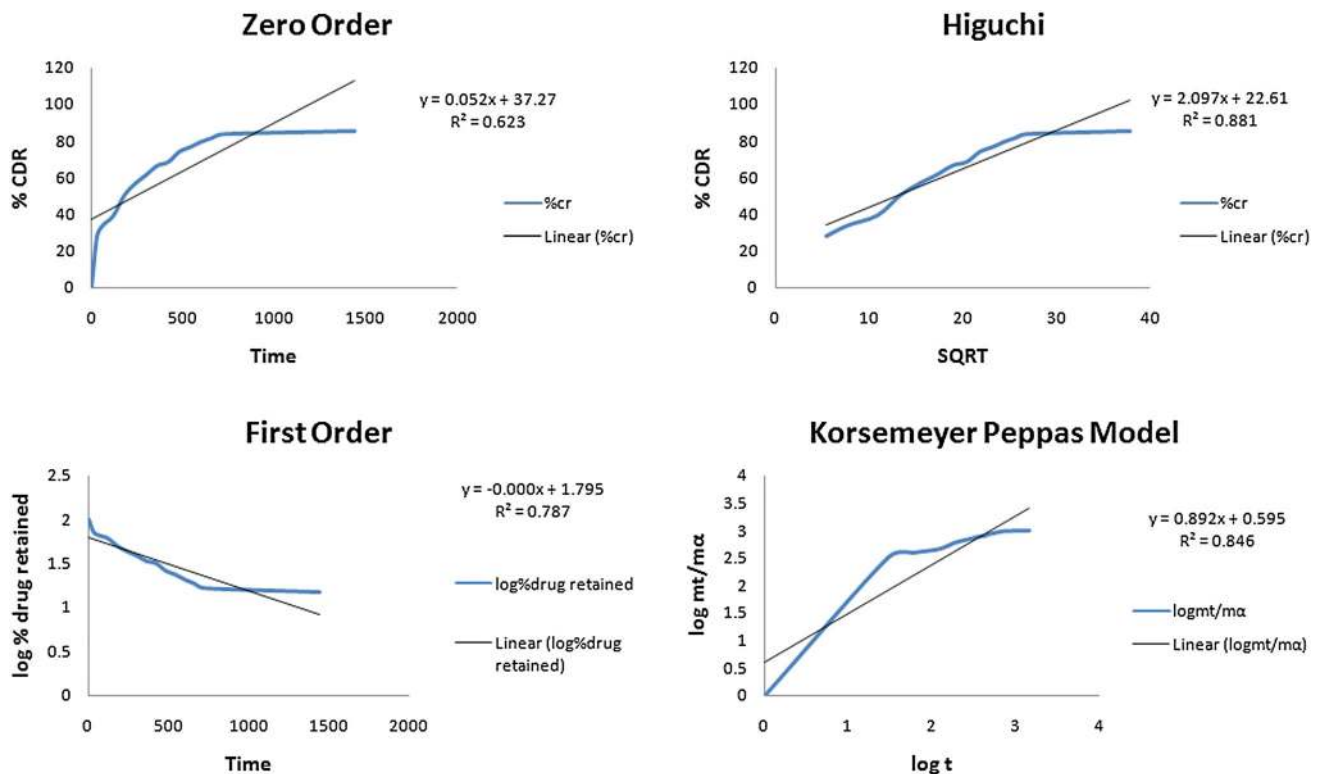 Zero Order
120
100
80
60
40
20
0
% CDR
y = 0.052x + 37.27
R² = 0.623
%cr
Linear (%cr)
0 500 1000 1500 2000
Time
Higuchi
120
100
80
60
40
20
0
% CDR
y = 2.097x + 22.61
R² = 0.881
%cr
Linear (%cr)
0 10 20 30 40
SQRT
First Order
2.5
2
1.5
1
0.5
0
log % drug retained
y = -0.000x + 1.795
R² = 0.787
log%drug retained
Linear (log%drug
retained)
0 500 1000 1500 2000
Time
Korsemeyer Peppas Model
4
3.5
3
2.5
2
1.5
1
0.5
0
log mt/mα
y = 0.892x + 0.595
R² = 0.846
logmt/mα
Linear (logmt/mα)
0 1 2 3 4
log t